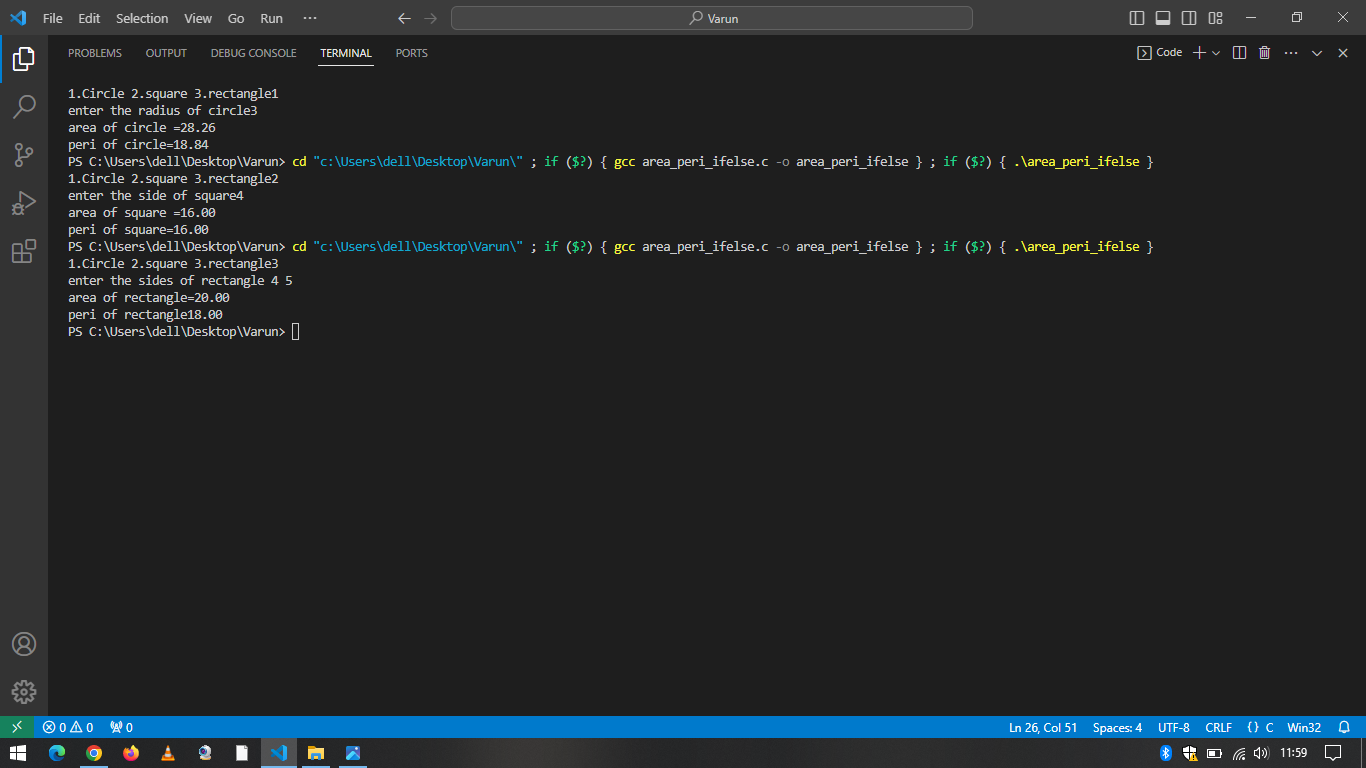 File Edit Selection View Go Run ··· Varun
PROBLEMS OUTPUT DEBUG CONSOLE TERMINAL PORTS Code
1.Circle 2.square 3.rectangle1
enter the radius of circle3
area of circle =28.26
peri of circle=18.84
PS C:\Users\dell\Desktop\Varun> cd "c:\Users\dell\Desktop\Varun\" ; if ($?) { gcc area_peri_ifelse.c -o area_peri_ifelse } ; if ($?) { .\area_peri_ifelse }
1.Circle 2.square 3.rectangle2
enter the side of square4
area of square =16.00
peri of square=16.00
PS C:\Users\dell\Desktop\Varun> cd "c:\Users\dell\Desktop\Varun\" ; if ($?) { gcc area_peri_ifelse.c -o area_peri_ifelse } ; if ($?) { .\area_peri_ifelse }
1.Circle 2.square 3.rectangle3
enter the sides of rectangle 4 5
area of rectangle=20.00
peri of rectangle18.00
PS C:\Users\dell\Desktop\Varun>
0 0 0 Ln 26, Col 51 Spaces: 4 UTF-8 CRLF {} C Win32
11:59